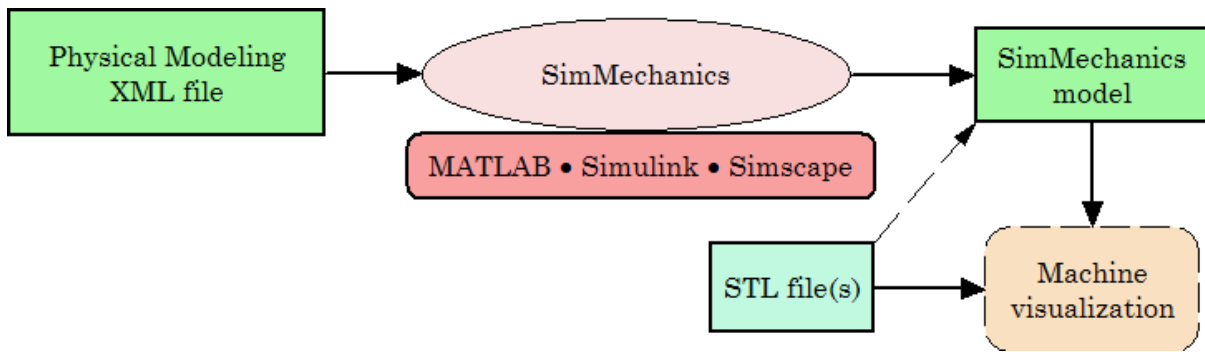 Physical Modeling
XML file
SimMechanics
SimMechanics
model
MATLAB • Simulink • Simscape
STL file(s)
Machine
visualization